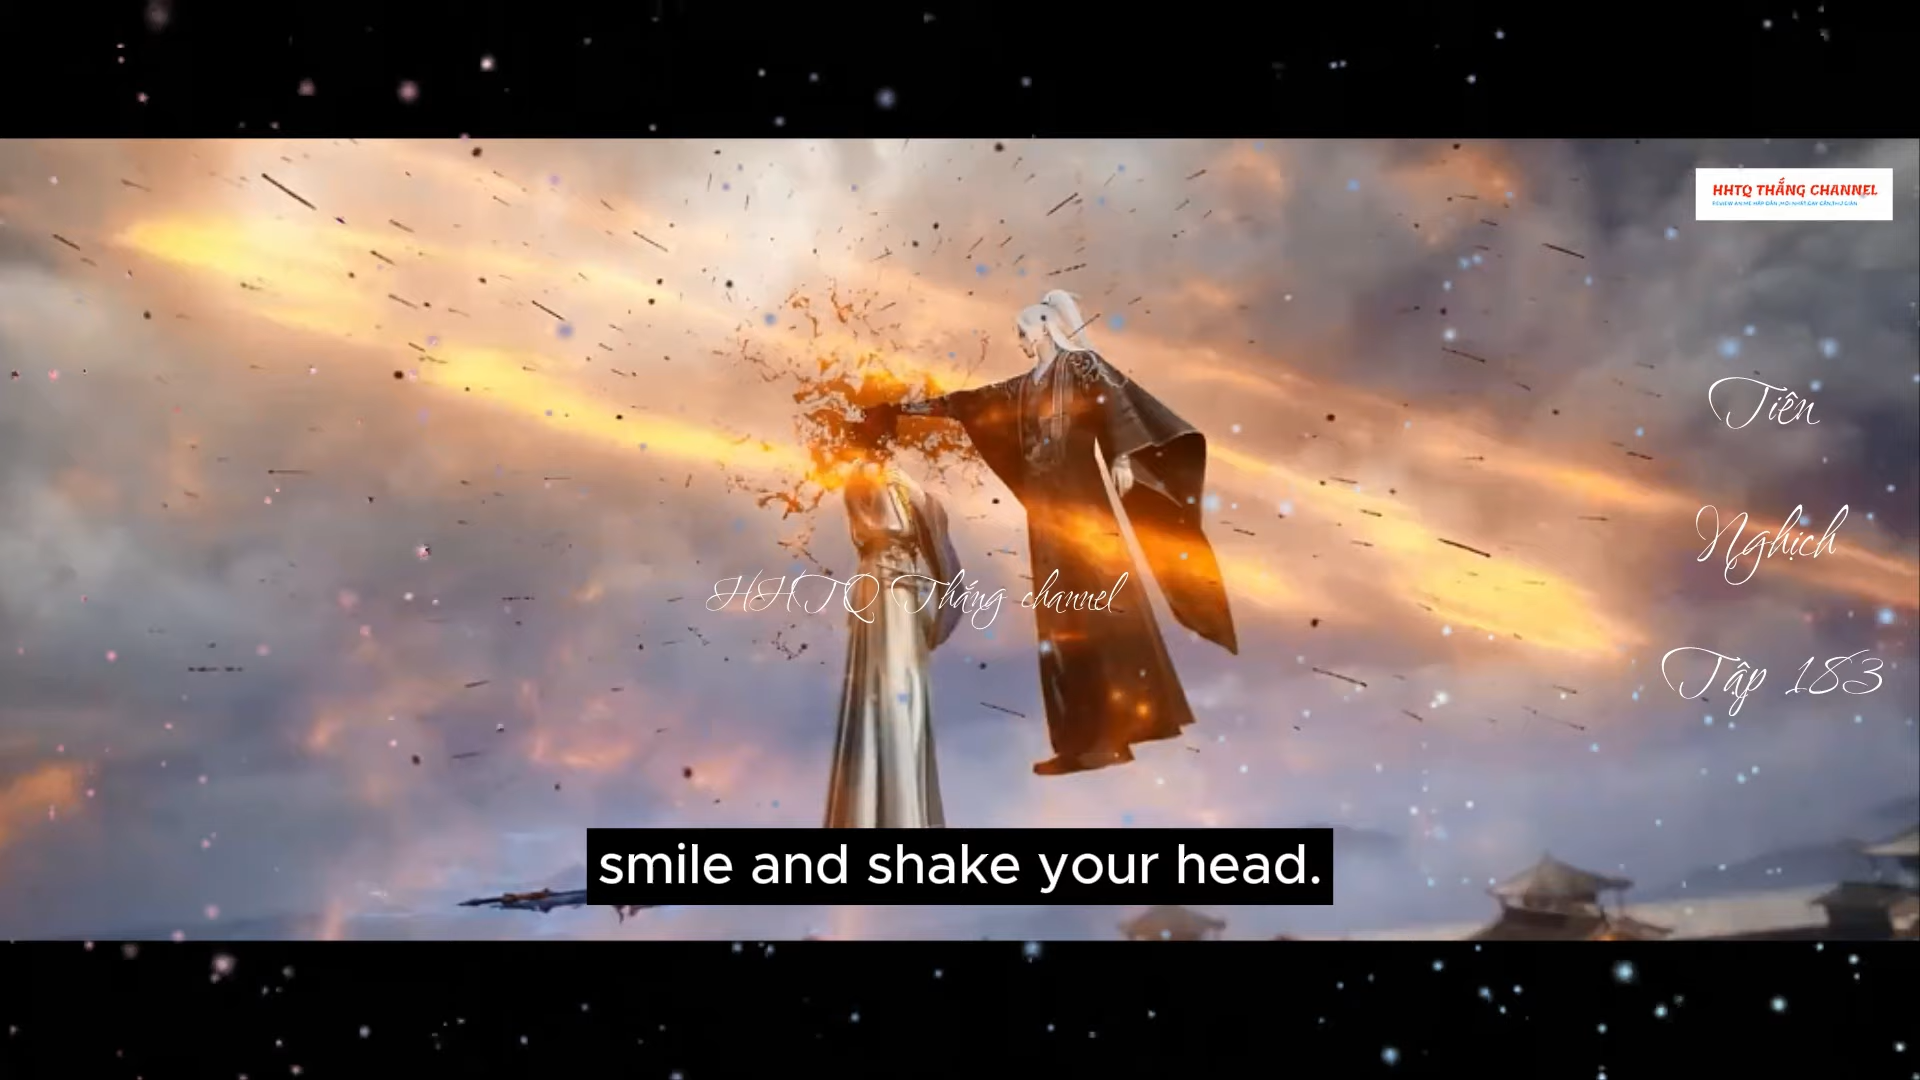 HHTQ THẮNG CHANNEL
Tiên
Nghịch
HHTQ Thắng channel
Tập 183
smile and shake your head.